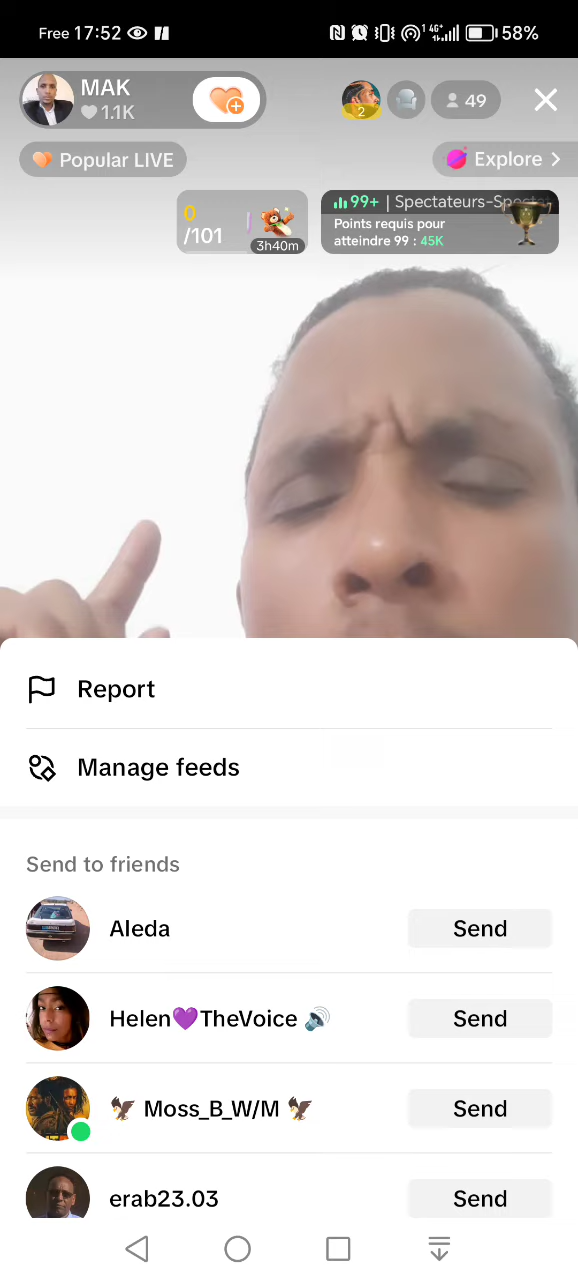 Free 17:52 58%
MAK
1.1K
2
49
Popular LIVE
Explore
0
/101
3h40m
99+ | Spectateurs-Specta
Points requis pour
atteindre 99 : 45K
Report
Manage feeds
Send to friends
Aleda Send
Helen💜TheVoice 🔊 Send
🦅 Moss_B_W/M 🦅 Send
erab23.03 Send